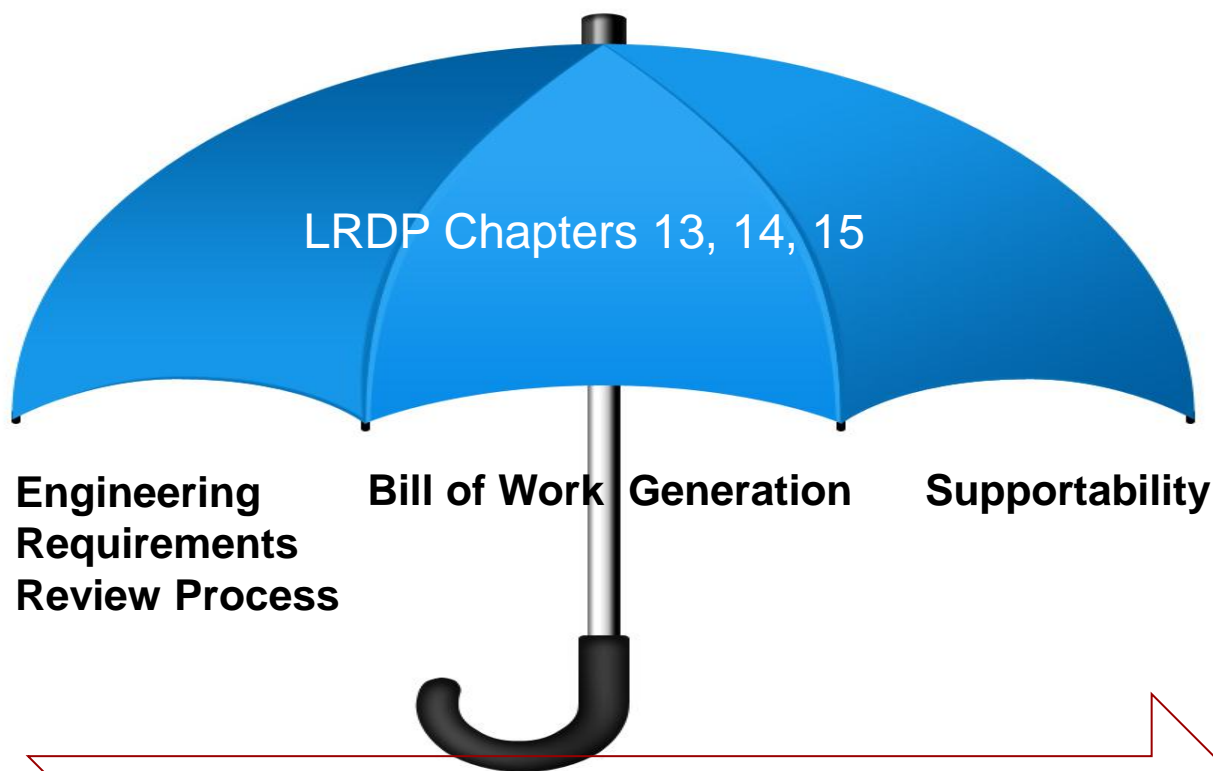 LRDP Chapters 13, 14, 15
Engineering
Requirements
Review Process
Bill of Work Generation
Supportability